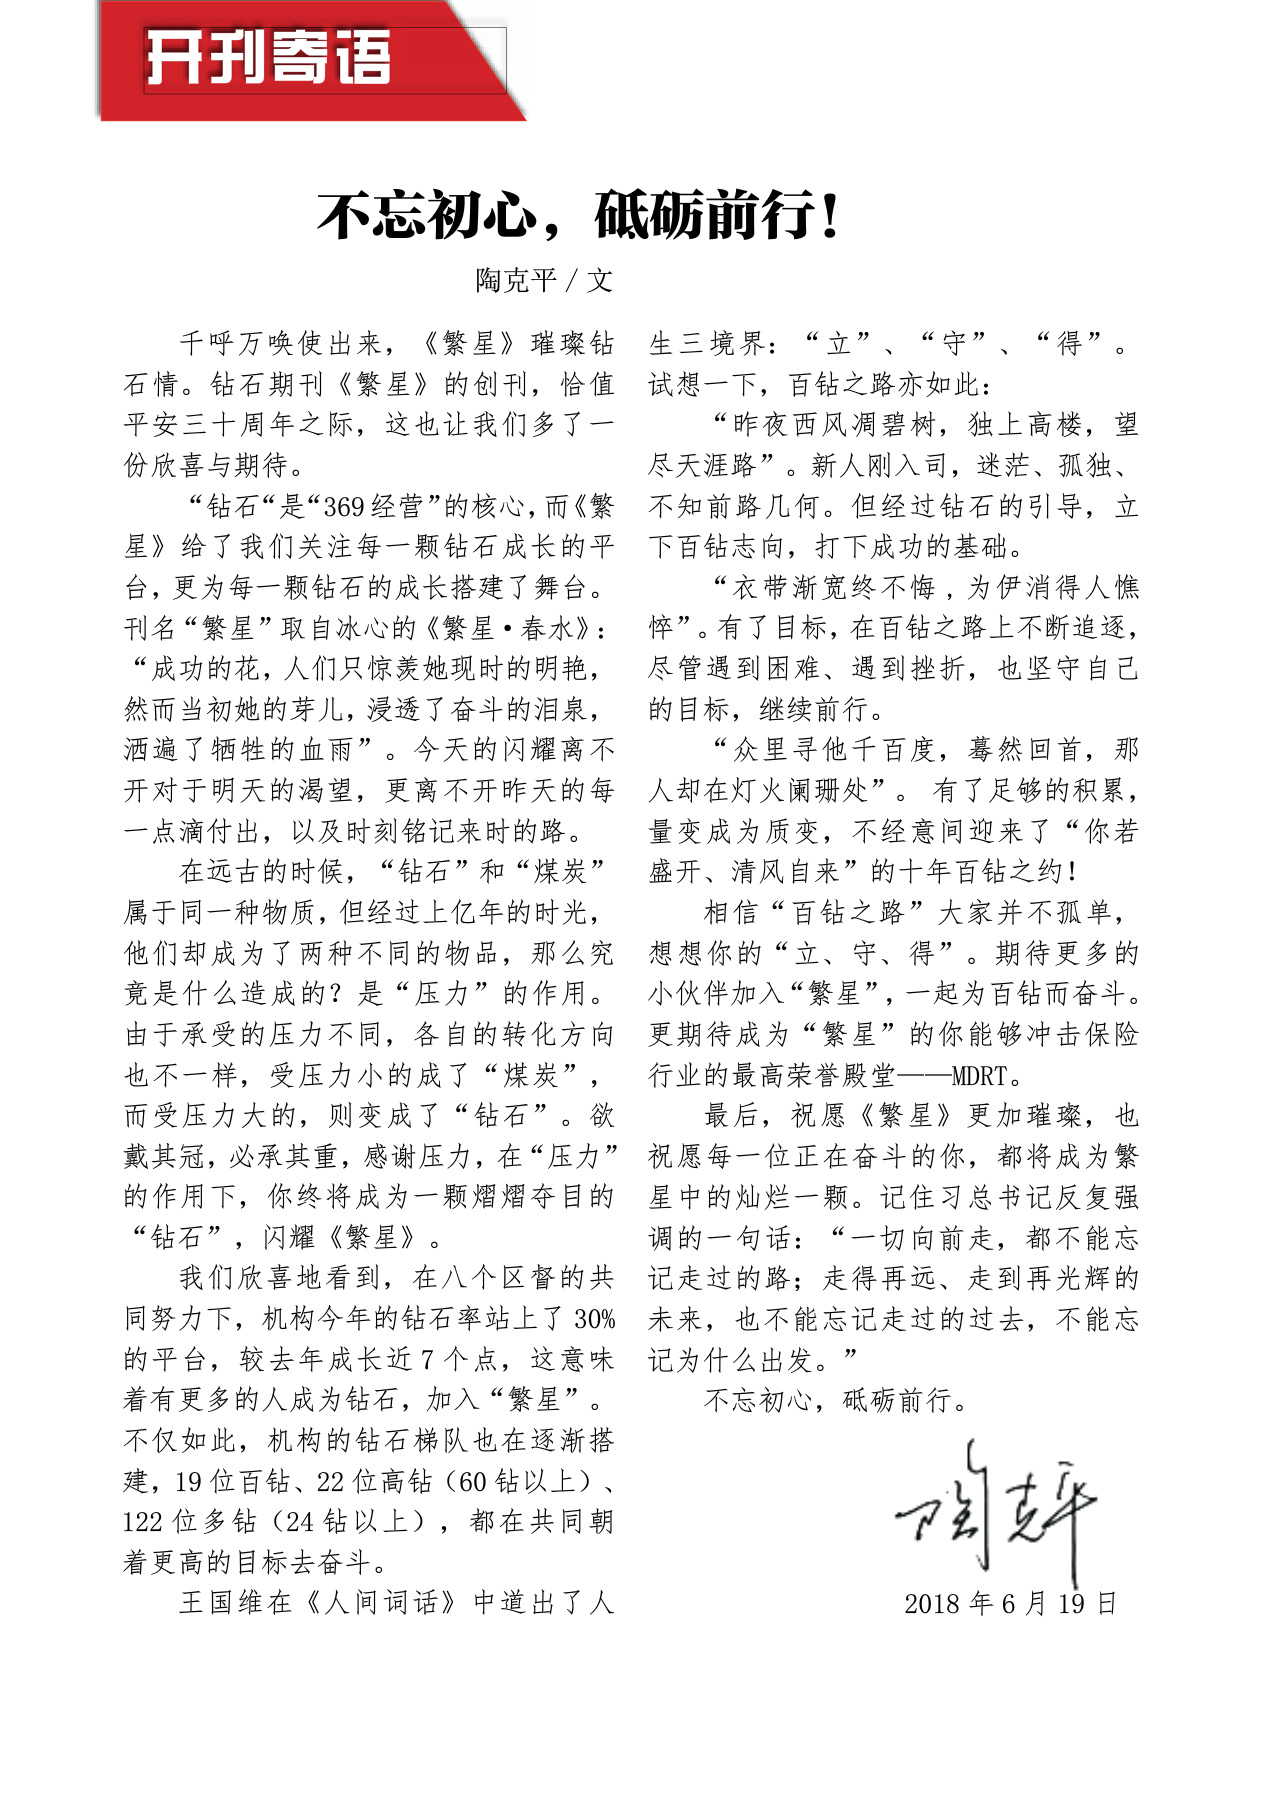 开刊寄语
不忘初心，砥砺前行！
陶克平 / 文
千呼万唤使出来，《繁星》璀璨钻
石情。钻石期刊《繁星》的创刊，恰值
平安三十周年之际，这也让我们多了一
份欣喜与期待。
“钻石“是“369 经营”的核心，而《繁
星》给了我们关注每一颗钻石成长的平
台，更为每一颗钻石的成长搭建了舞台。
刊名“繁星”取自冰心的《繁星·春水》：
“成功的花，人们只惊羡她现时的明艳，
然而当初她的芽儿，浸透了奋斗的泪泉，
洒遍了牺牲的血雨”。今天的闪耀离不
开对于明天的渴望，更离不开昨天的每
一点滴付出，以及时刻铭记来时的路。
在远古的时候，“钻石”和“煤炭”
属于同一种物质，但经过上亿年的时光，
他们却成为了两种不同的物品，那么究
竟是什么造成的？是“压力”的作用。
由于承受的压力不同，各自的转化方向
也不一样，受压力小的成了“煤炭”，
而受压力大的，则变成了“钻石”。欲
戴其冠，必承其重，感谢压力，在“压力”
的作用下，你终将成为一颗熠熠夺目的
“钻石”，闪耀《繁星》。
我们欣喜地看到，在八个区督的共
同努力下，机构今年的钻石率站上了 30%
的平台，较去年成长近 7 个点，这意味
着有更多的人成为钻石，加入“繁星”。
不仅如此，机构的钻石梯队也在逐渐搭
建，19 位百钻、22 位高钻（60 钻以上）、
122 位多钻（24 钻以上），都在共同朝
着更高的目标去奋斗。
王国维在《人间词话》中道出了人
生三境界：“立”、“守”、“得”。
试想一下，百钻之路亦如此：
“昨夜西风凋碧树，独上高楼，望
尽天涯路”。新人刚入司，迷茫、孤独、
不知前路几何。但经过钻石的引导，立
下百钻志向，打下成功的基础。
“衣带渐宽终不悔 , 为伊消得人憔
悴”。有了目标，在百钻之路上不断追逐，
尽管遇到困难、遇到挫折，也坚守自己
的目标，继续前行。
“众里寻他千百度，蓦然回首，那
人却在灯火阑珊处”。 有了足够的积累，
量变成为质变，不经意间迎来了“你若
盛开、清风自来”的十年百钻之约！
相信“百钻之路”大家并不孤单，
想想你的“立、守、得”。期待更多的
小伙伴加入“繁星”，一起为百钻而奋斗。
更期待成为“繁星”的你能够冲击保险
行业的最高荣誉殿堂——MDRT。
最后，祝愿《繁星》更加璀璨，也
祝愿每一位正在奋斗的你，都将成为繁
星中的灿烂一颗。记住习总书记反复强
调的一句话：“一切向前走，都不能忘
记走过的路；走得再远、走到再光辉的
未来，也不能忘记走过的过去，不能忘
记为什么出发。”
不忘初心，砥砺前行。
陶克平
2018 年 6 月 19 日